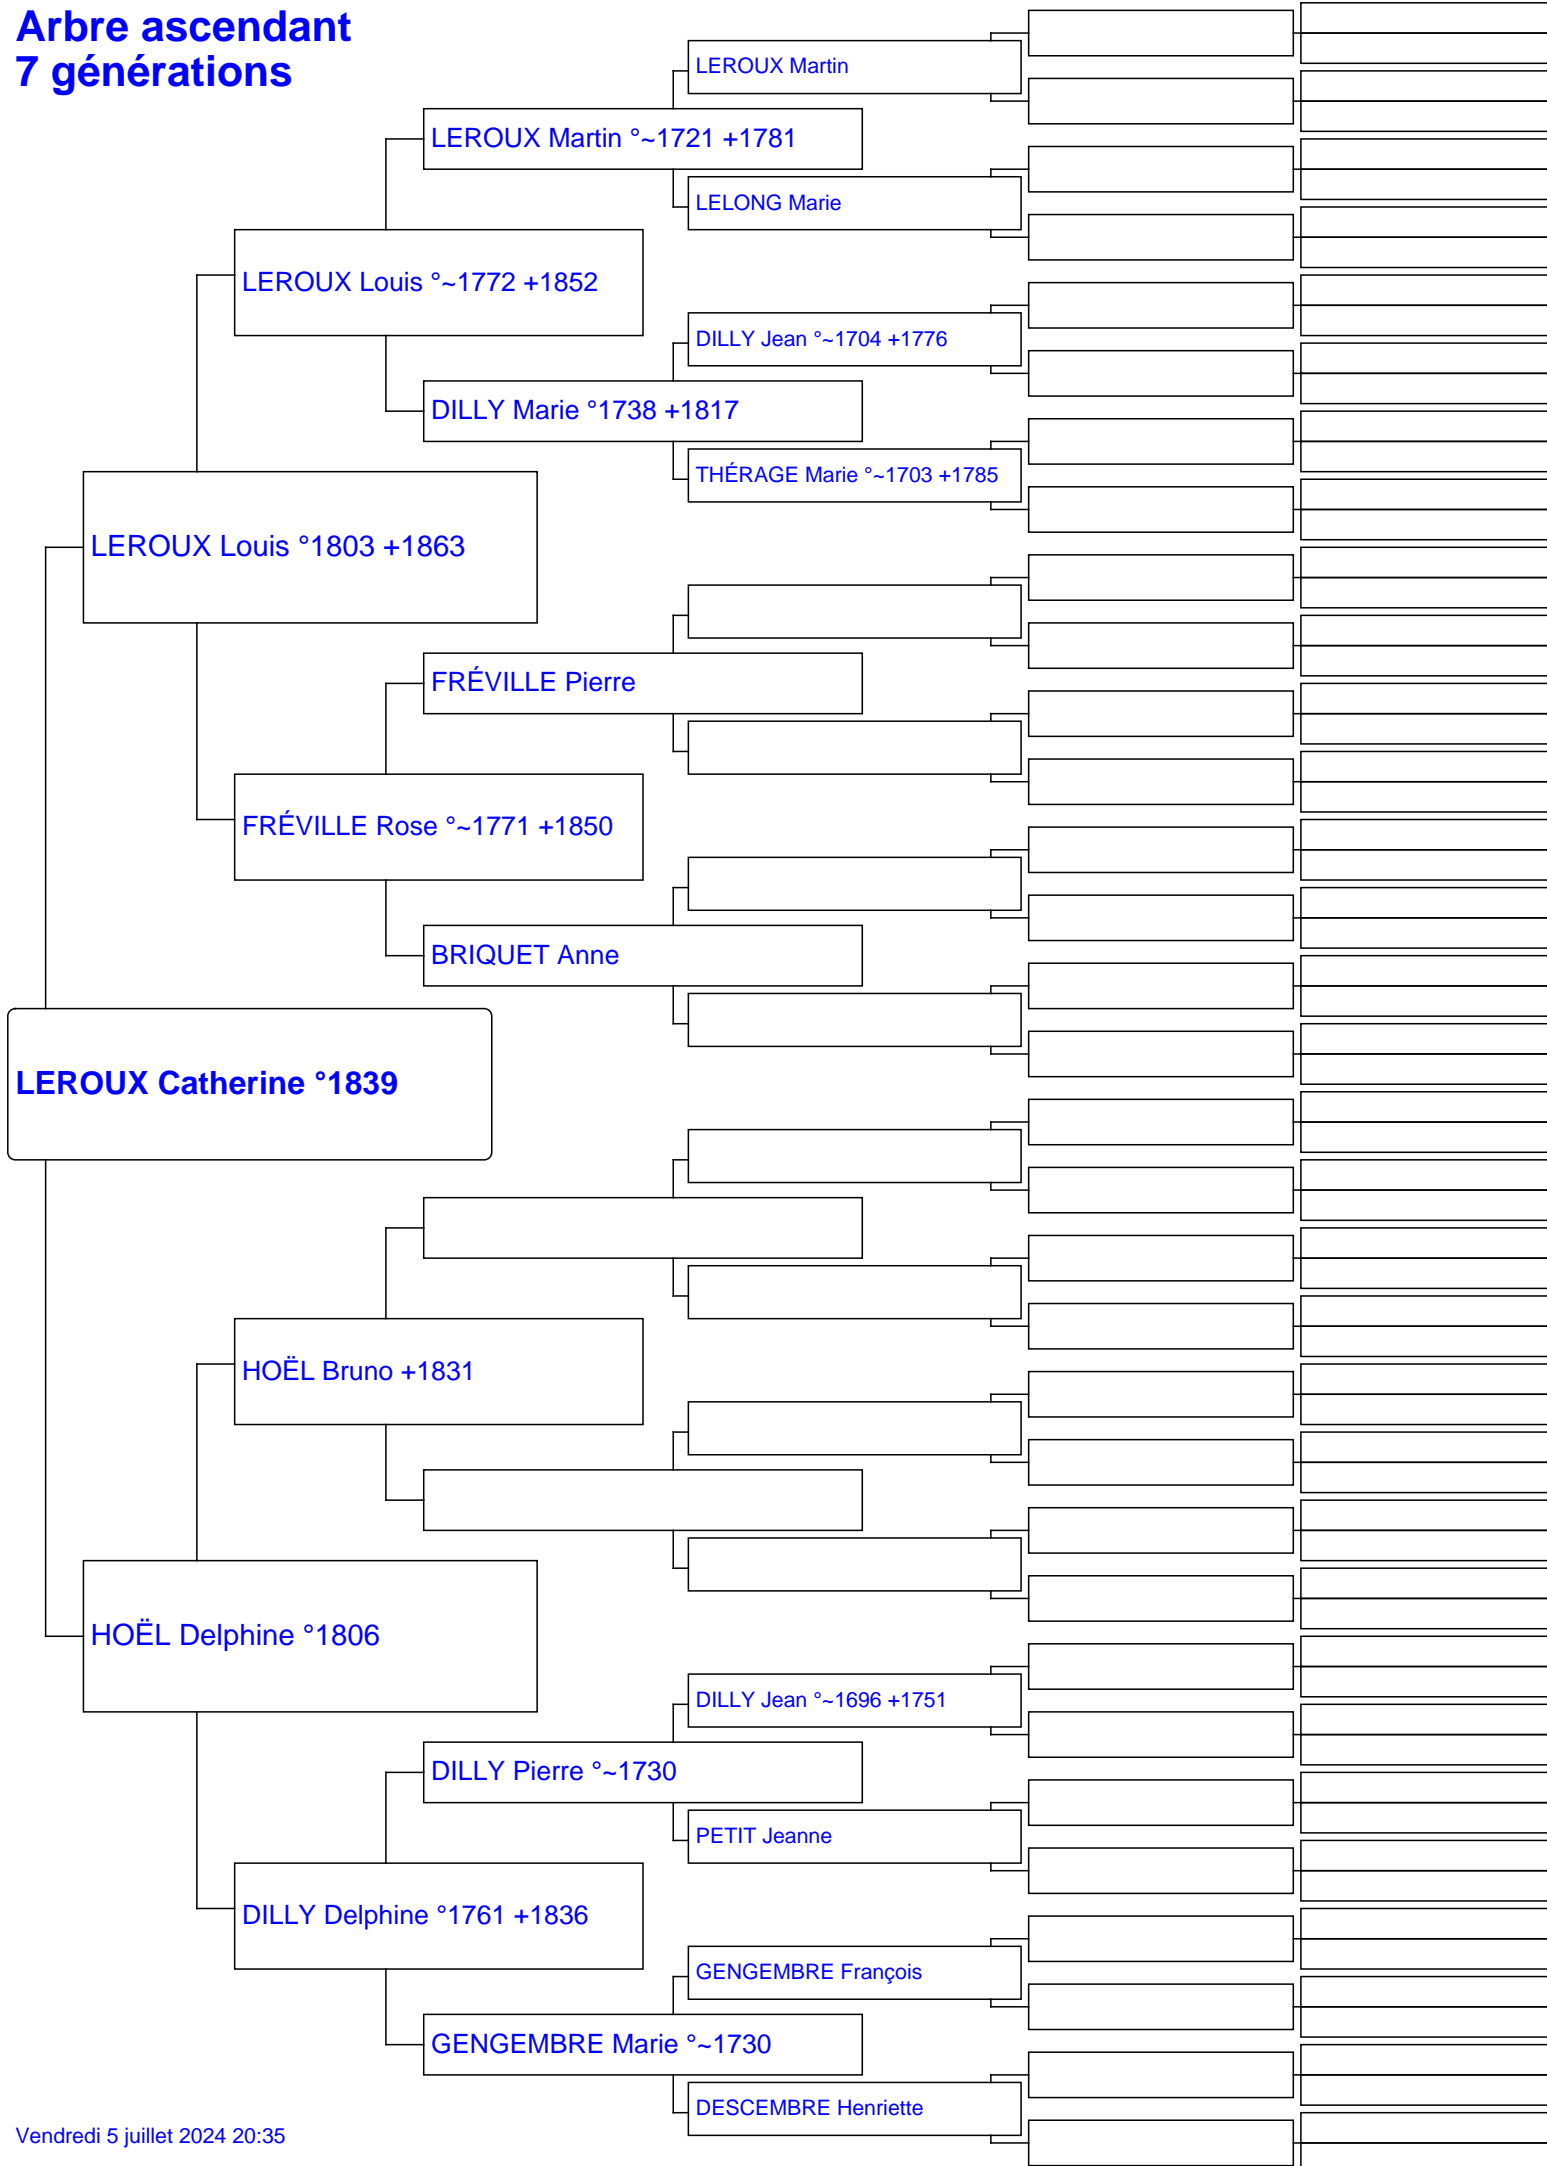 Arbre ascendant
7 générations
LEROUX Martin
LEROUX Martin °~1721 +1781
LELONG Marie
LEROUX Louis °~1772 +1852
DILLY Jean °~1704 +1776
DILLY Marie °1738 +1817
THÉRAGE Marie °~1703 +1785
LEROUX Louis °1803 +1863
FRÉVILLE Pierre
FRÉVILLE Rose °~1771 +1850
BRIQUET Anne
LEROUX Catherine °1839
HOËL Bruno +1831
HOËL Delphine °1806
DILLY Jean °~1696 +1751
DILLY Pierre °~1730
PETIT Jeanne
DILLY Delphine °1761 +1836
GENGEMBRE François
GENGEMBRE Marie °~1730
DESCEMBRE Henriette
Vendredi 5 juillet 2024 20:35